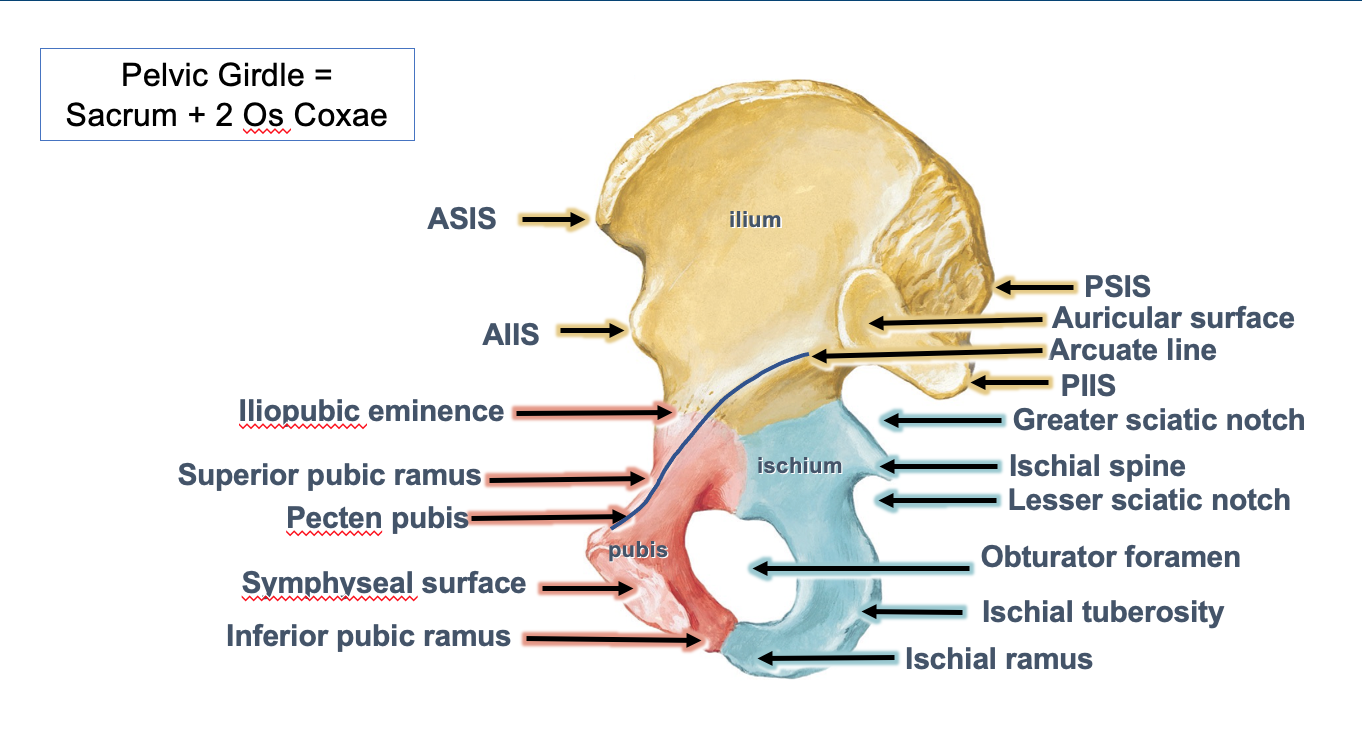 Pelvic Girdle =
Sacrum + 2 Os Coxae
ASIS
ilium
PSIS
Auricular surface
AIIS
Arcuate line
PIIS
Iliopubic eminence
Greater sciatic notch
ischium
Ischial spine
Superior pubic ramus
Lesser sciatic notch
Pecten pubis
pubis
Obturator foramen
Symphyseal surface
Ischial tuberosity
Inferior pubic ramus
Ischial ramus